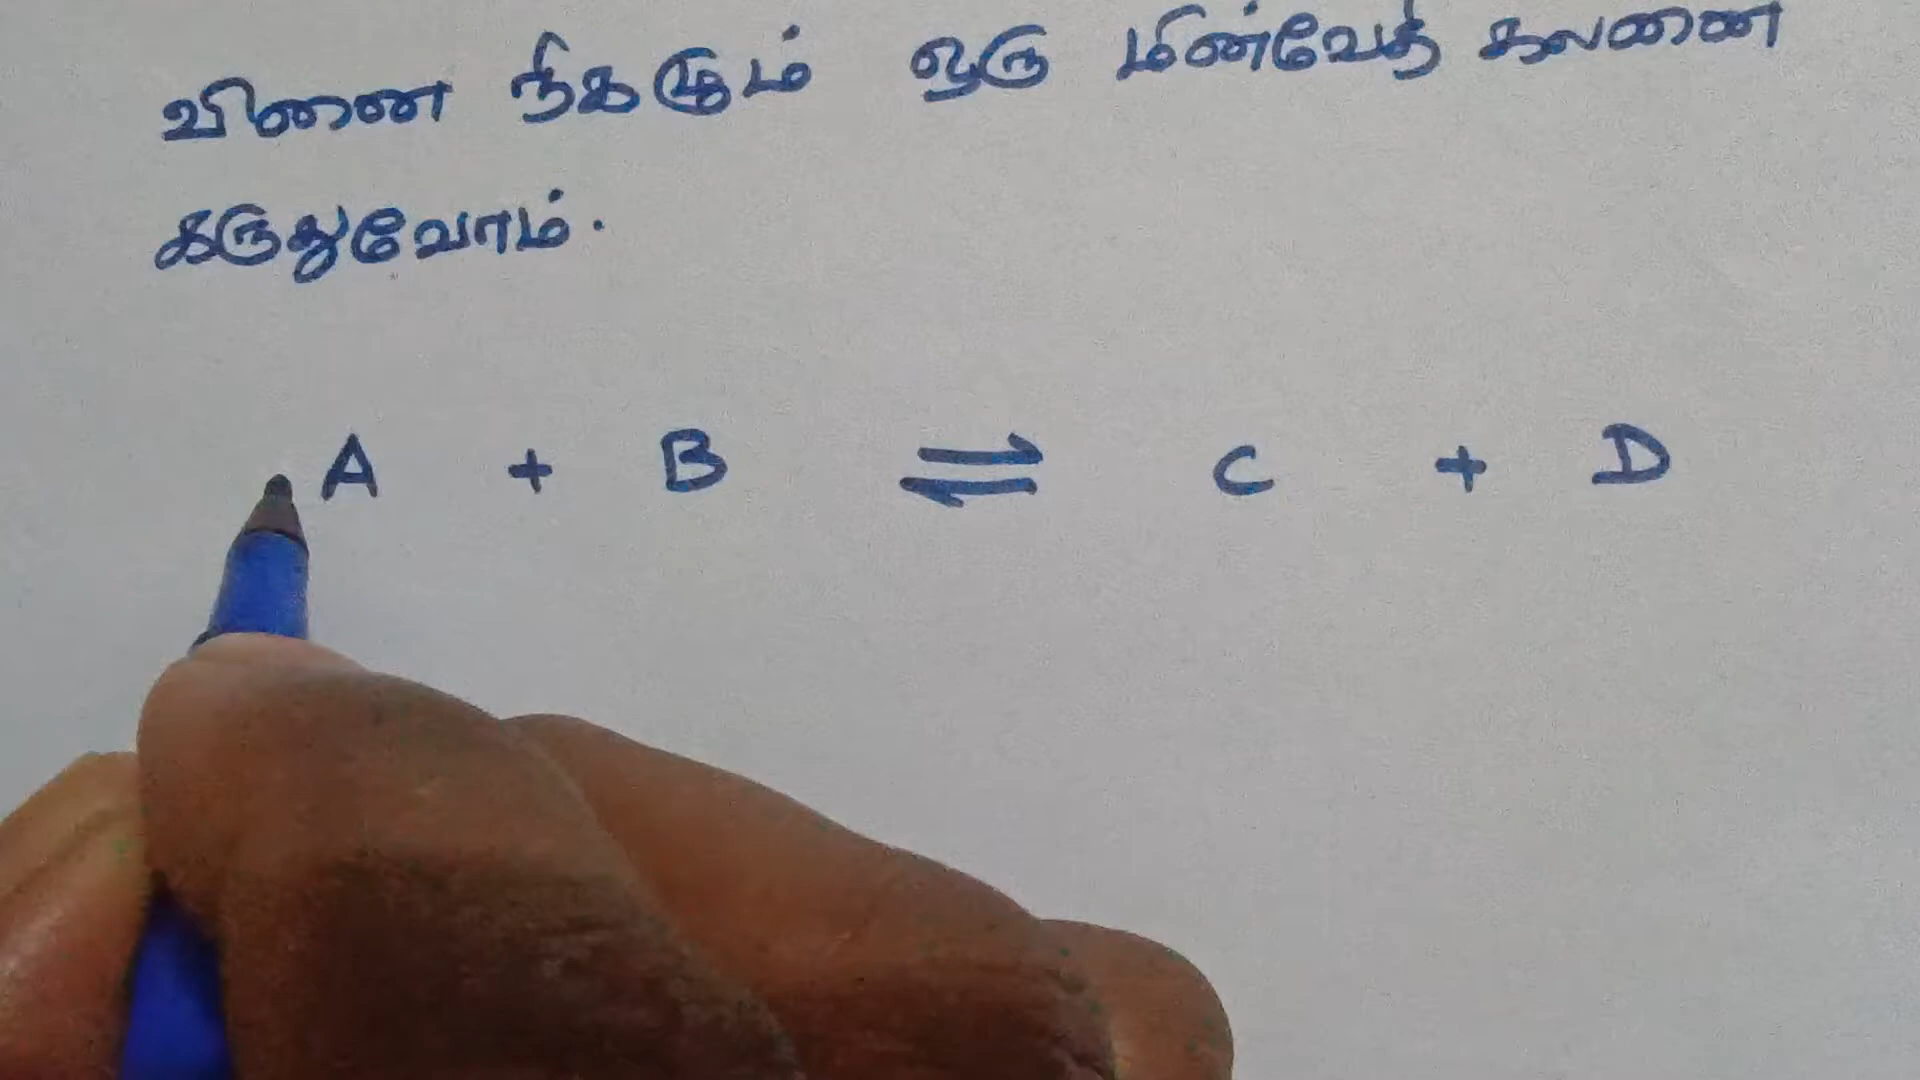 வினை நிகழும் ஒரு மின்வேதி கலனை
கருதுவோம்.
A + B ⇌ C + D